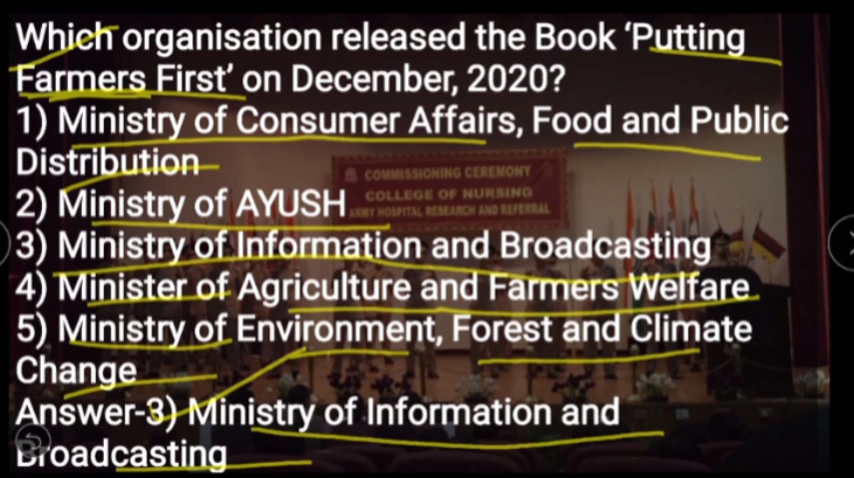 Which organisation released the Book ‘Putting
Farmers First’ on December, 2020?
1) Ministry of Consumer Affairs, Food and Public
Distribution
2) Ministry of AYUSH
3) Ministry of Information and Broadcasting
4) Minister of Agriculture and Farmers Welfare
5) Ministry of Environment, Forest and Climate
Change
Answer-3) Ministry of Information and
Broadcasting
COMMISSIONING CEREMONY
COLLEGE OF NURSING
ARMY HOSPITAL RESEARCH AND REFERRAL